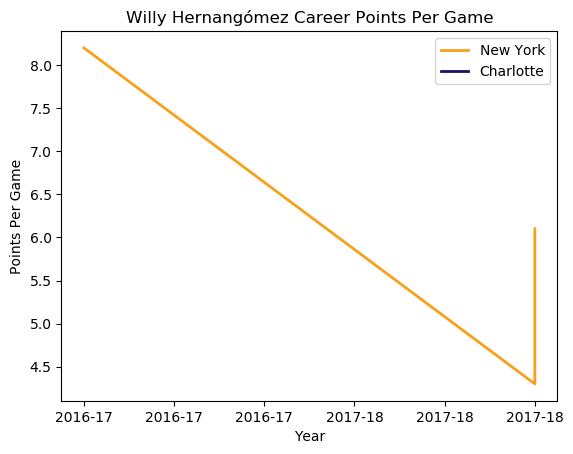 Willy Hernangómez Career Points Per Game
New York
Charlotte
8.0
7.5
7.0
6.5
6.0
5.5
5.0
4.5
Points Per Game
2016-17 2016-17 2016-17 2017-18 2017-18 2017-18
Year